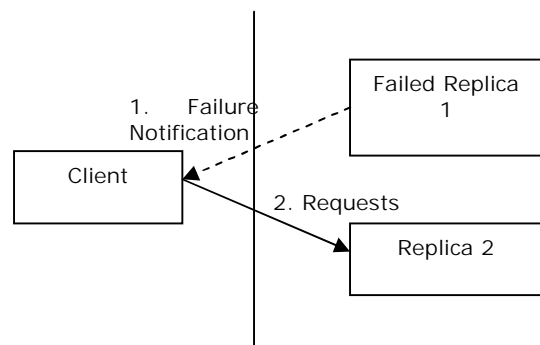 Failed Replica
1
1. Failure
Notification
Client
2. Requests
Replica 2